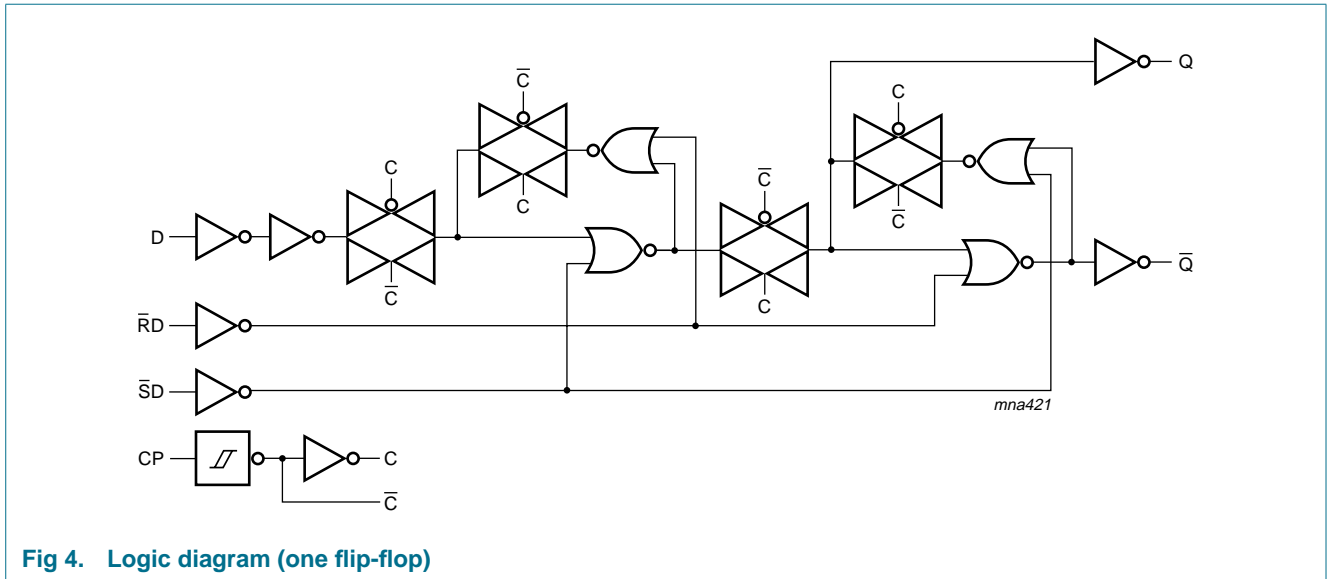 C̅
Q
C
C
C
D
C̅
C̅
C̅
C
Q̅
R̅D
S̅D
mna421
CP
C
C̅
Fig 4. Logic diagram (one flip-flop)